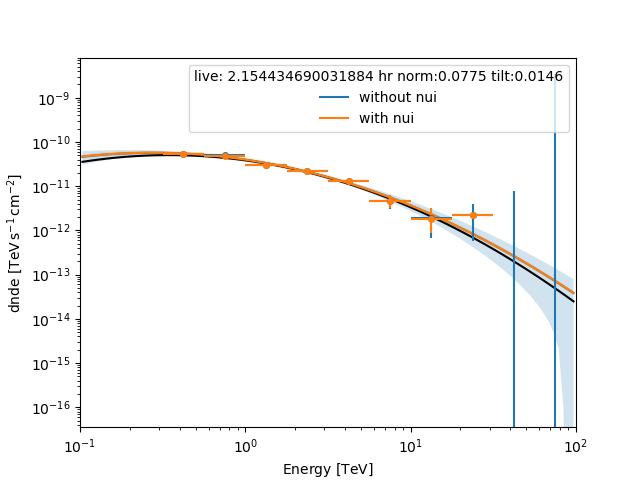 live: 2.154434690031884 hr norm:0.0775 tilt:0.0146
without nui
with nui
dnde [TeV s⁻¹ cm⁻²]
10⁻⁹
10⁻¹⁰
10⁻¹¹
10⁻¹²
10⁻¹³
10⁻¹⁴
10⁻¹⁵
10⁻¹⁶
10⁻¹ 10⁰ 10¹ 10²
Energy [TeV]